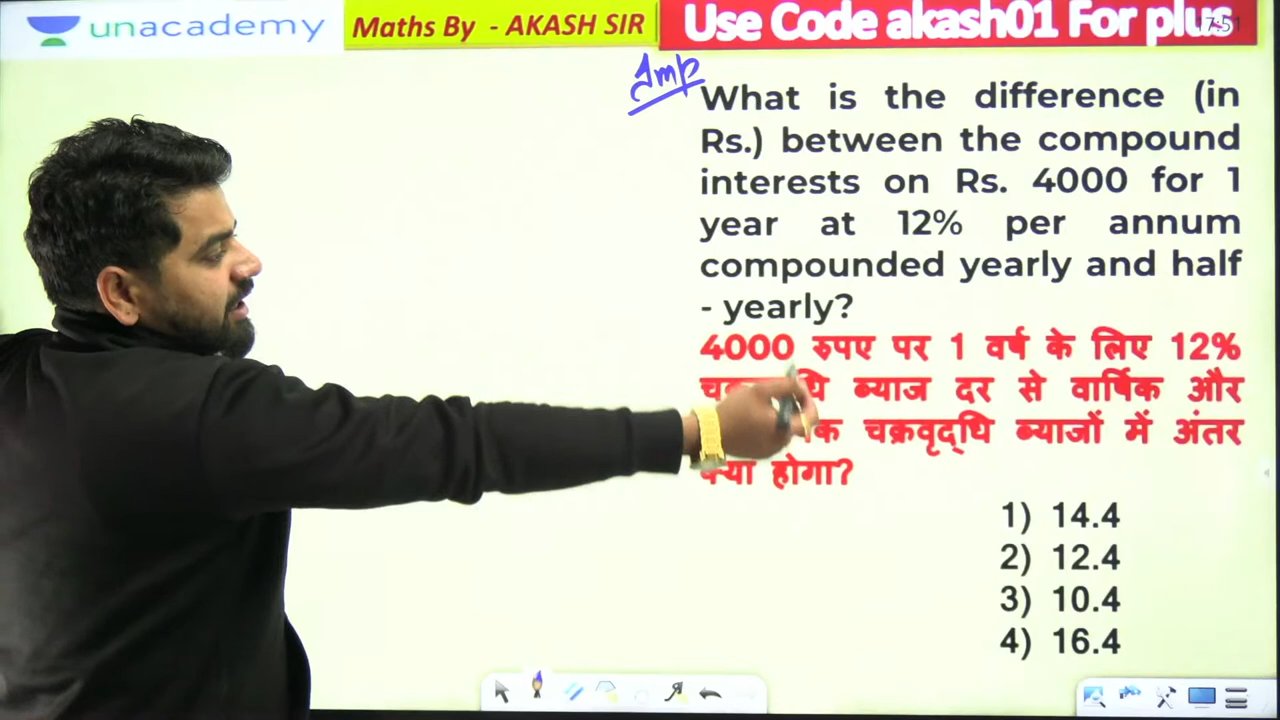 unacademy
Maths By - AKASH SIR
Use Code akash01 For plus
17:51
Imp
What is the difference (in
Rs.) between the compound
interests on Rs. 4000 for 1
year at 12% per annum
compounded yearly and half
- yearly?
4000 रुपए पर 1 वर्ष के लिए 12%
ब्याज दर से वार्षिक और
चक्रवृद्धि ब्याजों में अंतर
क्या होगा?
1) 14.4
2) 12.4
3) 10.4
4) 16.4